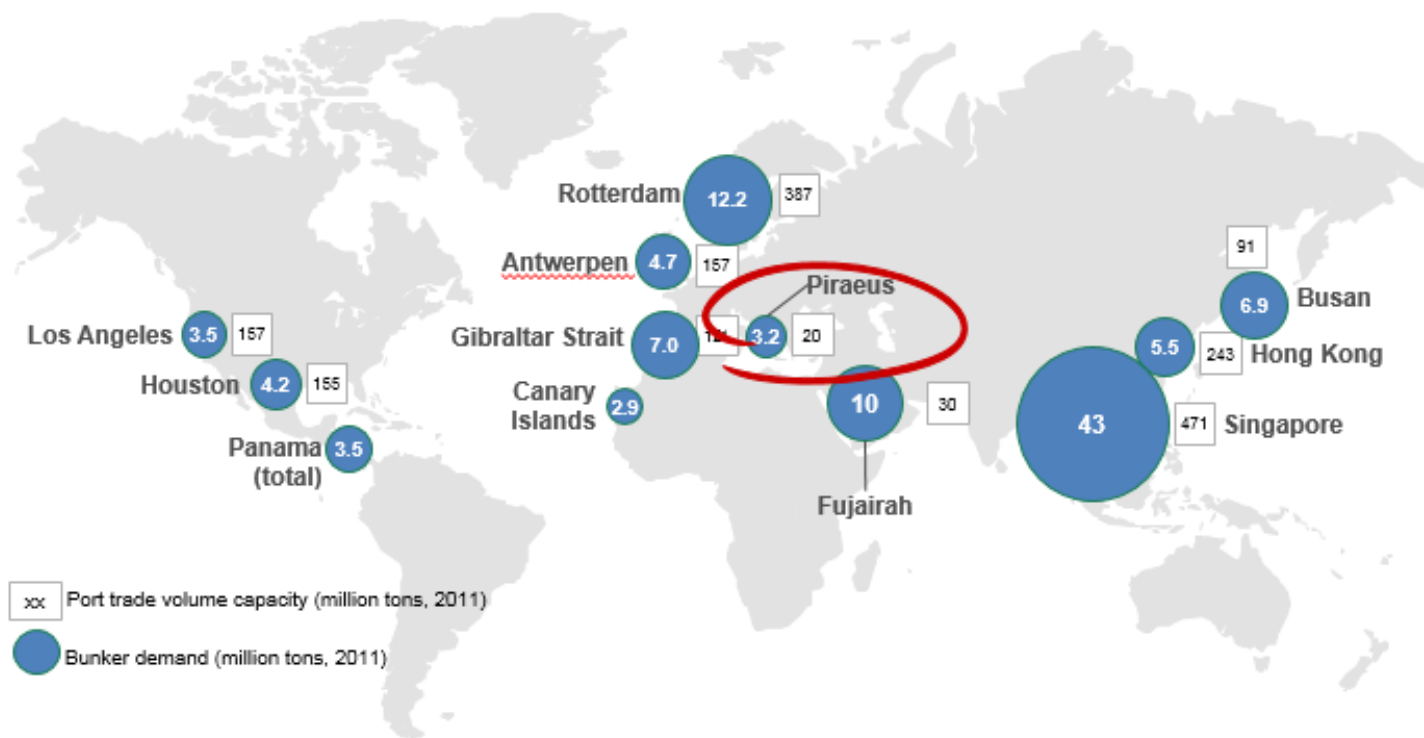 Rotterdam
12.2
387
Antwerpen
4.7
157
Piraeus
3.2
20
Gibraltar Strait
7.0
Los Angeles
3.5
157
Houston
4.2
155
Canary
Islands
2.9
Panama
(total)
3.5
10
30
Fujairah
91
6.9
Busan
5.5
243
Hong Kong
43
471
Singapore
xx
Port trade volume capacity (million tons, 2011)
Bunker demand (million tons, 2011)